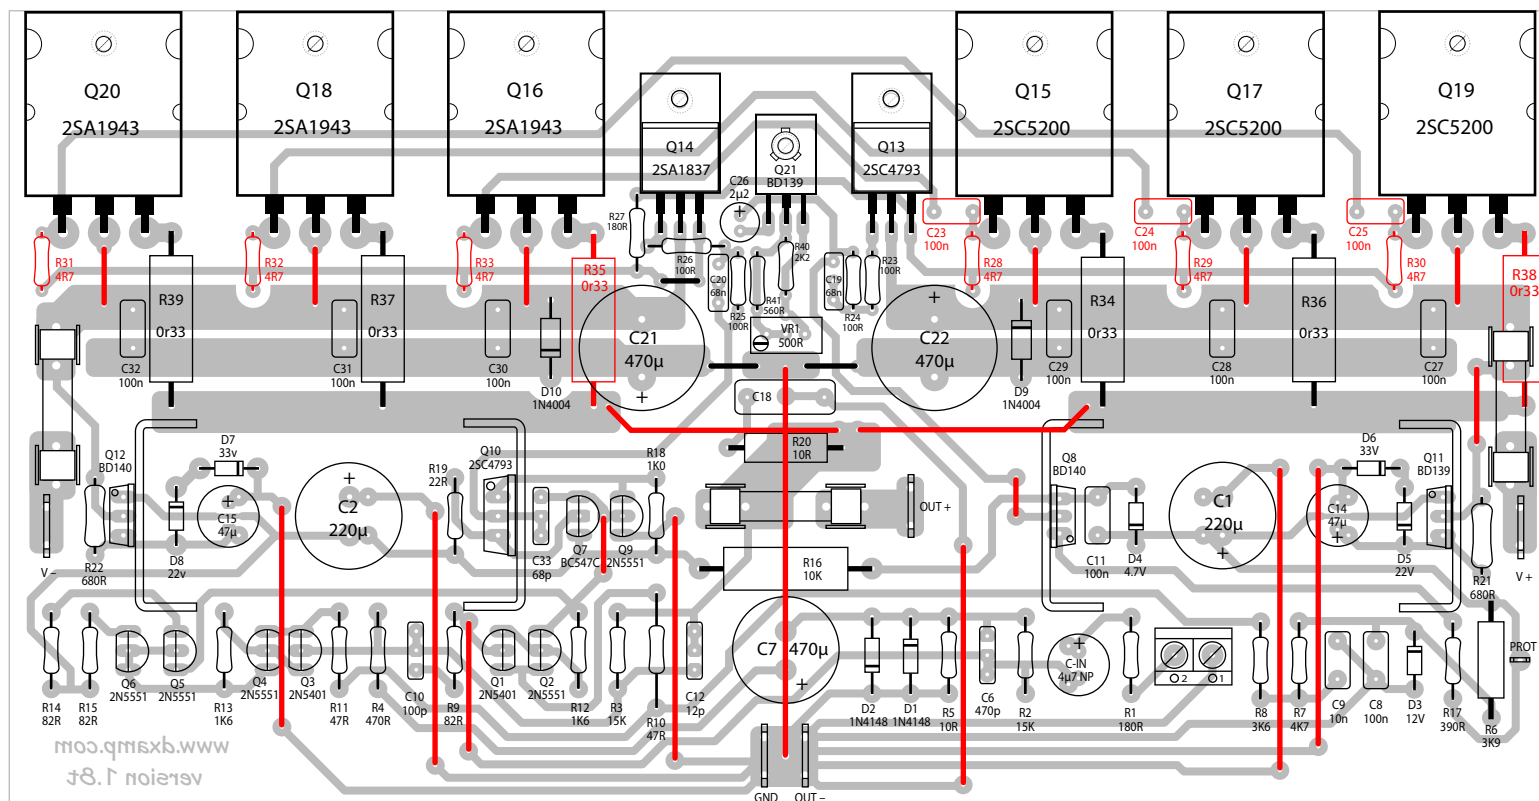 Q20
2SA1943
Q18
2SA1943
Q16
2SA1943
Q14
2SA1837
Q21
BD139
Q13
2SC4793
Q15
2SC5200
Q17
2SC5200
Q19
2SC5200
C26
2µ2
R27
180R
R26
100R
R40
2K2
R23
100R
C23
100n
C24
100n
C25
100n
R31
4R7
R32
4R7
R33
4R7
R35
0r33
R28
4R7
R29
4R7
R30
4R7
R38
0r33
C20
68n
C19
68n
R39
0r33
R37
0r33
R41
560R
R25
100R
R24
100R
R34
0r33
R36
0r33
VR1
500R
C21
470µ
C22
470µ
C32
100n
C31
100n
C30
100n
D10
1N4004
D9
1N4004
C29
100n
C28
100n
C27
100n
C18
R20
10R
Q12
BD140
D7
33v
Q10
2SC4793
R19
22R
R18
1K0
Q8
BD140
D6
33V
Q11
BD139
C15
47µ
C2
220µ
OUT +
C1
220µ
C14
47µ
R22
680R
D8
22v
C33
68p
Q7
BC547C
Q9
2N5551
R16
10K
C11
100n
D4
4.7V
D5
22V
R21
680R
V –
V +
C7 470µ
C-IN
4µ7 NP
PROT
2
1
R14
82R
R15
82R
Q6
2N5551
Q5
2N5551
R13
1K6
Q4
2N5551
Q3
2N5401
R11
47R
R4
470R
C10
100p
R9
82R
Q1
2N5401
Q2
2N5551
R12
1K6
R3
15K
R10
47R
C12
12p
D2
1N4148
D1
1N4148
R5
10R
C6
470p
R2
15K
R1
180R
R8
3K6
R7
4K7
C9
10n
C8
100n
D3
12V
R17
390R
R6
3K9
www.dxamp.com
version 1.8t
GND
OUT –